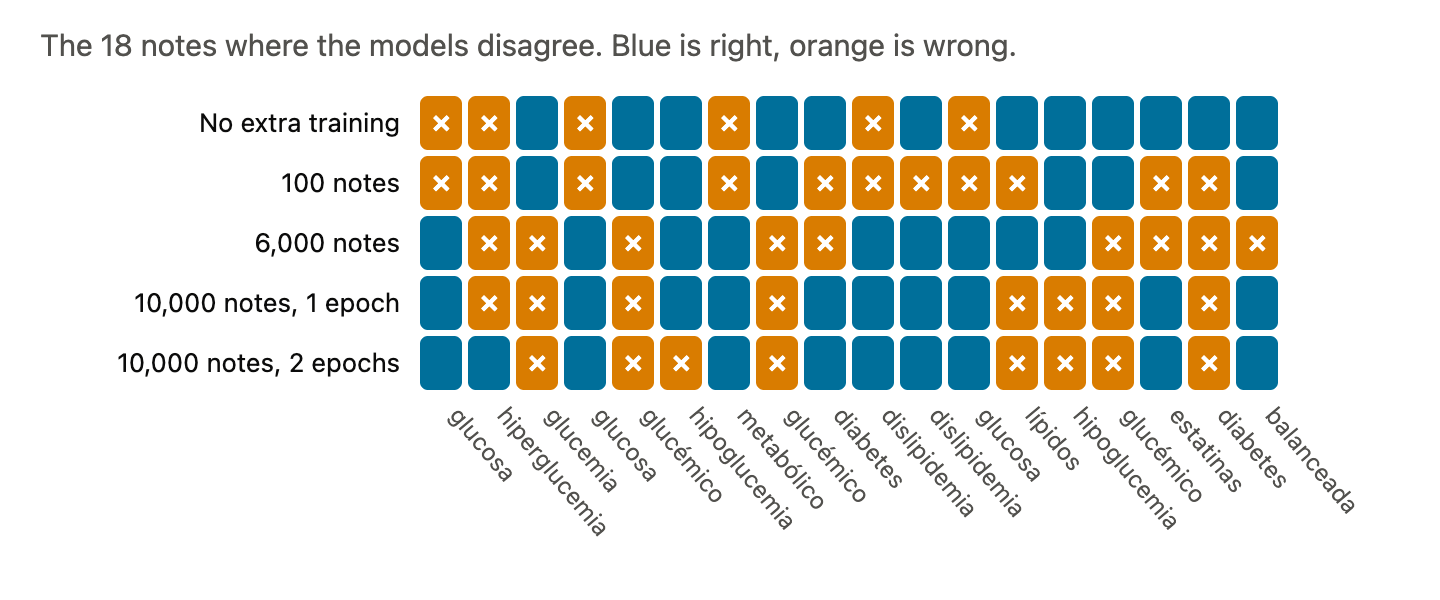 The 18 notes where the models disagree. Blue is right, orange is wrong.
No extra training
100 notes
6,000 notes
10,000 notes, 1 epoch
10,000 notes, 2 epochs
glucosa
hiperglucemia
glucemia
glucosa
glucémico
hipoglucemia
metabólico
glucémico
diabetes
dislipidemia
dislipidemia
glucosa
lípidos
hipoglucemia
glucémico
estatinas
diabetes
balanceada